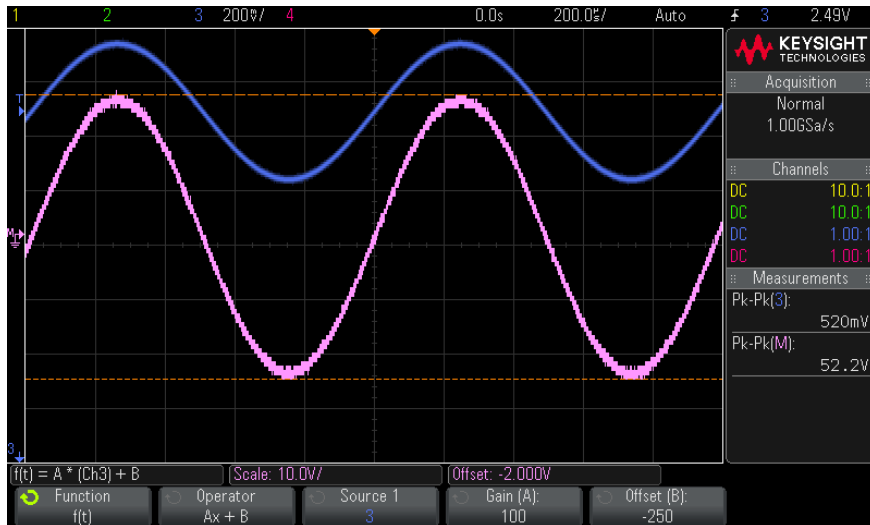 1 2 3 200♈/ 4 0.0s 200.0㎲/ Auto 3 2.49V
KEYSIGHT
TECHNOLOGIES
Acquisition
Normal
1.00GSa/s
Channels
DC 10.0:1
DC 10.0:1
DC 1.00:1
DC 1.00:1
Measurements
Pk-Pk(3):
520mV
Pk-Pk(M):
52.2V
T
M
3
f(t) = A * (Ch3) + B Scale: 10.0V/ Offset: -2.000V
Function Operator Source 1 Gain (A): Offset (B):
f(t) Ax + B 3 100 -250